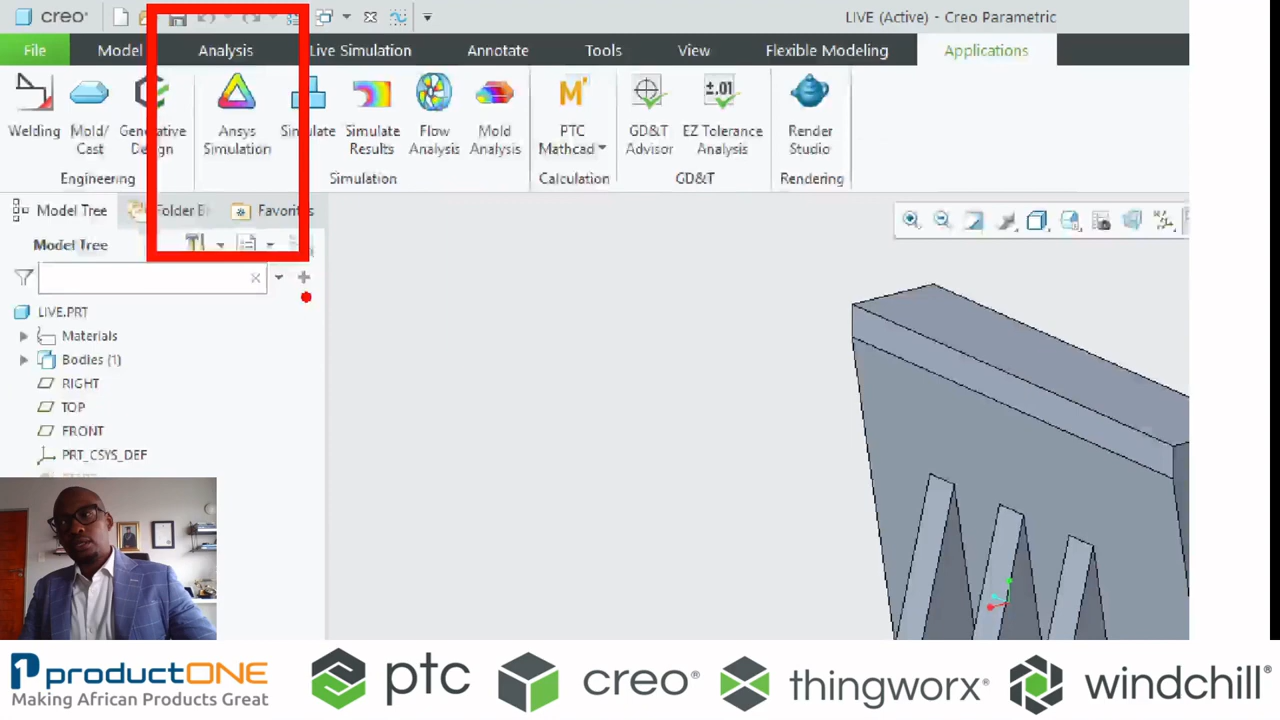 creo
LIVE (Active) - Creo Parametric
File Model Analysis Live Simulation Annotate Tools View Flexible Modeling Applications
Welding Mold/ Cast Generative Design Ansys Simulation Simulate Simulate Results Flow Analysis Mold Analysis PTC Mathcad GD&T Advisor EZ Tolerance Analysis Render Studio
Engineering Simulation Calculation GD&T Rendering
Model Tree Folder B Favorites
Model Tree
LIVE.PRT
Materials
Bodies (1)
RIGHT
TOP
FRONT
PRT_CSYS_DEF
productONE
Making African Products Great
ptc
creo®
thingworx®
windchill®